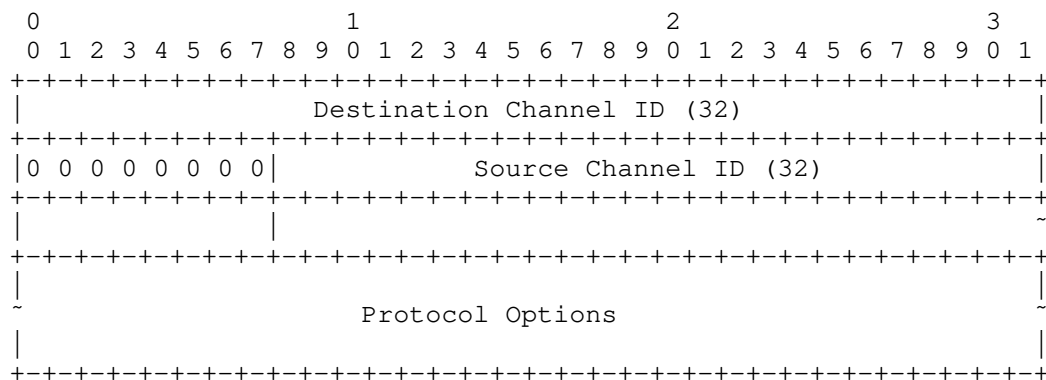 0                   1                   2                   3
 0 1 2 3 4 5 6 7 8 9 0 1 2 3 4 5 6 7 8 9 0 1 2 3 4 5 6 7 8 9 0 1
+-+-+-+-+-+-+-+-+-+-+-+-+-+-+-+-+-+-+-+-+-+-+-+-+-+-+-+-+-+-+-+-+
|                  Destination Channel ID (32)                  |
+-+-+-+-+-+-+-+-+-+-+-+-+-+-+-+-+-+-+-+-+-+-+-+-+-+-+-+-+-+-+-+-+
|0 0 0 0 0 0 0 0|            Source Channel ID (32)             |
+-+-+-+-+-+-+-+-+-+-+-+-+-+-+-+-+-+-+-+-+-+-+-+-+-+-+-+-+-+-+-+-+
|               |                                               ~
+-+-+-+-+-+-+-+-+-+-+-+-+-+-+-+-+-+-+-+-+-+-+-+-+-+-+-+-+-+-+-+-+
|                                                               |
~                     Protocol Options                          ~
|                                                               |
+-+-+-+-+-+-+-+-+-+-+-+-+-+-+-+-+-+-+-+-+-+-+-+-+-+-+-+-+-+-+-+-+